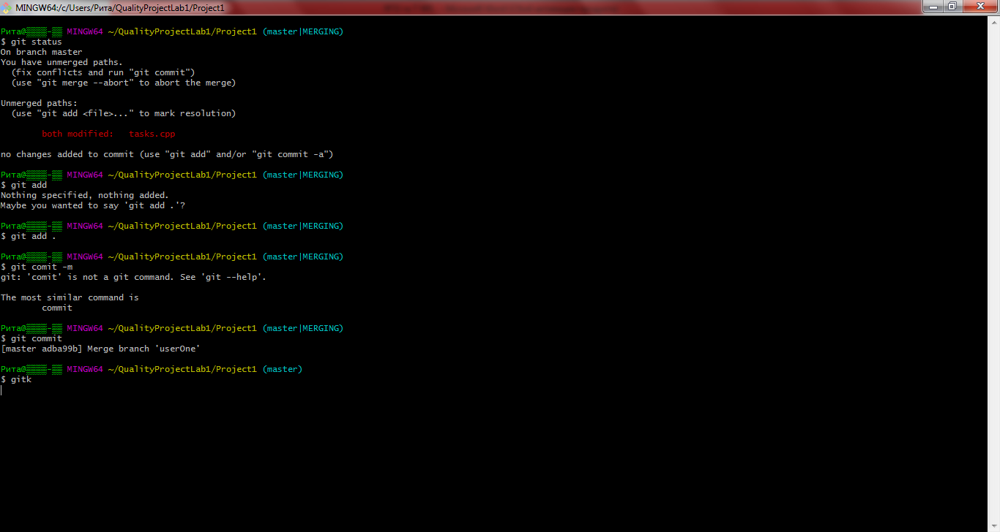 MINGW64:/c/Users/Рита/QualityProjectLab1/Project1
Рита@▒▒▒▒-▒▒ MINGW64 ~/QualityProjectLab1/Project1 (master|MERGING)
$ git status
On branch master
You have unmerged paths.
  (fix conflicts and run "git commit")
  (use "git merge --abort" to abort the merge)
Unmerged paths:
  (use "git add <file>..." to mark resolution)
        both modified:   tasks.cpp
no changes added to commit (use "git add" and/or "git commit -a")
Рита@▒▒▒▒-▒▒ MINGW64 ~/QualityProjectLab1/Project1 (master|MERGING)
$ git add
Nothing specified, nothing added.
Maybe you wanted to say 'git add .'?
Рита@▒▒▒▒-▒▒ MINGW64 ~/QualityProjectLab1/Project1 (master|MERGING)
$ git add .
Рита@▒▒▒▒-▒▒ MINGW64 ~/QualityProjectLab1/Project1 (master|MERGING)
$ git comit -m
git: 'comit' is not a git command. See 'git --help'.
The most similar command is
        commit
Рита@▒▒▒▒-▒▒ MINGW64 ~/QualityProjectLab1/Project1 (master|MERGING)
$ git commit
[master adba99b] Merge branch 'userOne'
Рита@▒▒▒▒-▒▒ MINGW64 ~/QualityProjectLab1/Project1 (master)
$ gitk